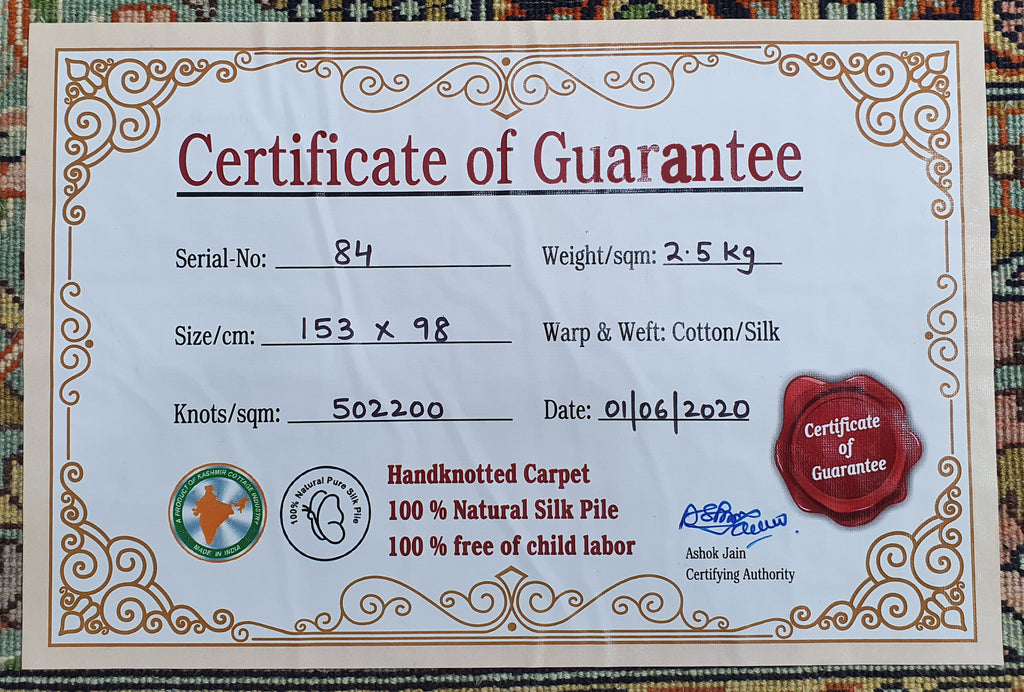 Certificate of Guarantee
Serial-No: 84
Weight/sqm: 2.5 kg
Size/cm: 153 x 98
Warp & Weft: Cotton/Silk
Knots/sqm: 502200
Date: 01/06/2020
Certificate
of
Guarantee
A PRODUCT OF KASHMIR COTTAGE INDUSTRY
MADE IN INDIA
100% Natural Pure Silk Pile
Handknotted Carpet
100 % Natural Silk Pile
100 % free of child labor
Ashok Jain
Certifying Authority